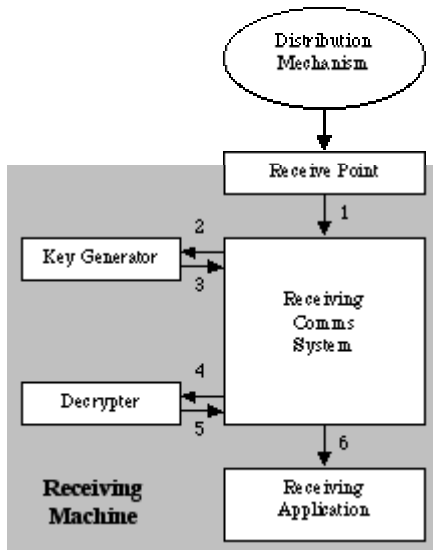 Distribution
Mechanism
Receive Point
1
2
Key Generator
3
Receiving
Comms
System
4
Decrypter
5
6
Receiving
Machine
Receiving
Application